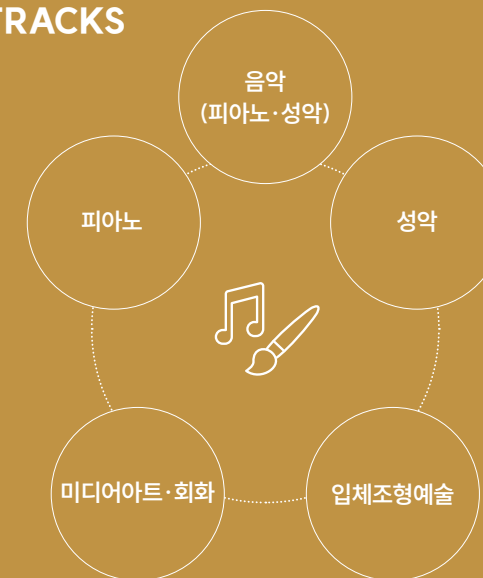 TRACKS
음악
(피아노·성악)
피아노
성악
미디어아트·회화
입체조형예술